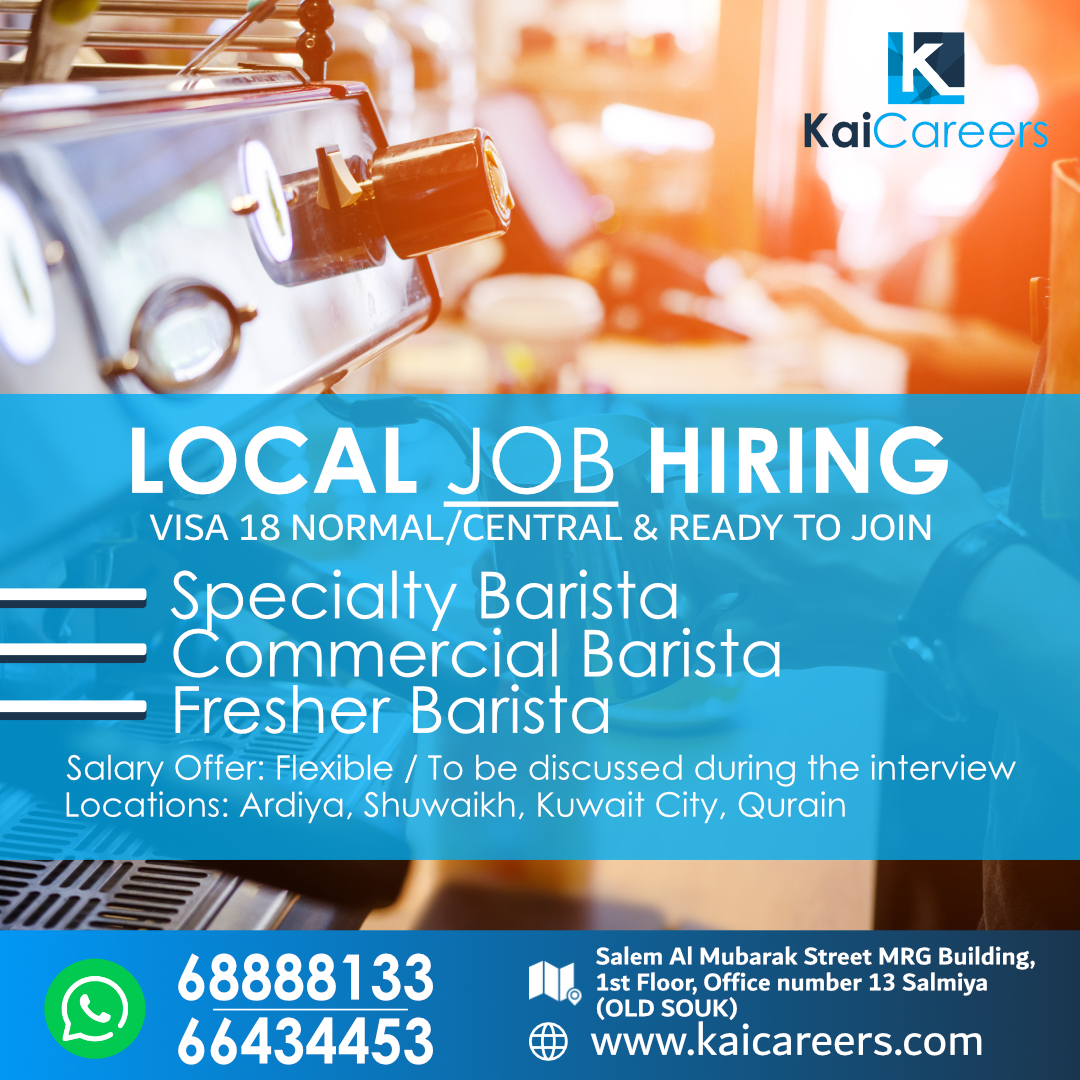 K
KaiCareers
LOCAL JOB HIRING
VISA 18 NORMAL/CENTRAL & READY TO JOIN
Specialty Barista
Commercial Barista
Fresher Barista
Salary Offer: Flexible / To be discussed during the interview
Locations: Ardiya, Shuwaikh, Kuwait City, Qurain
68888133
66434453
Salem Al Mubarak Street MRG Building,
1st Floor, Office number 13 Salmiya
(OLD SOUK)
www.kaicareers.com